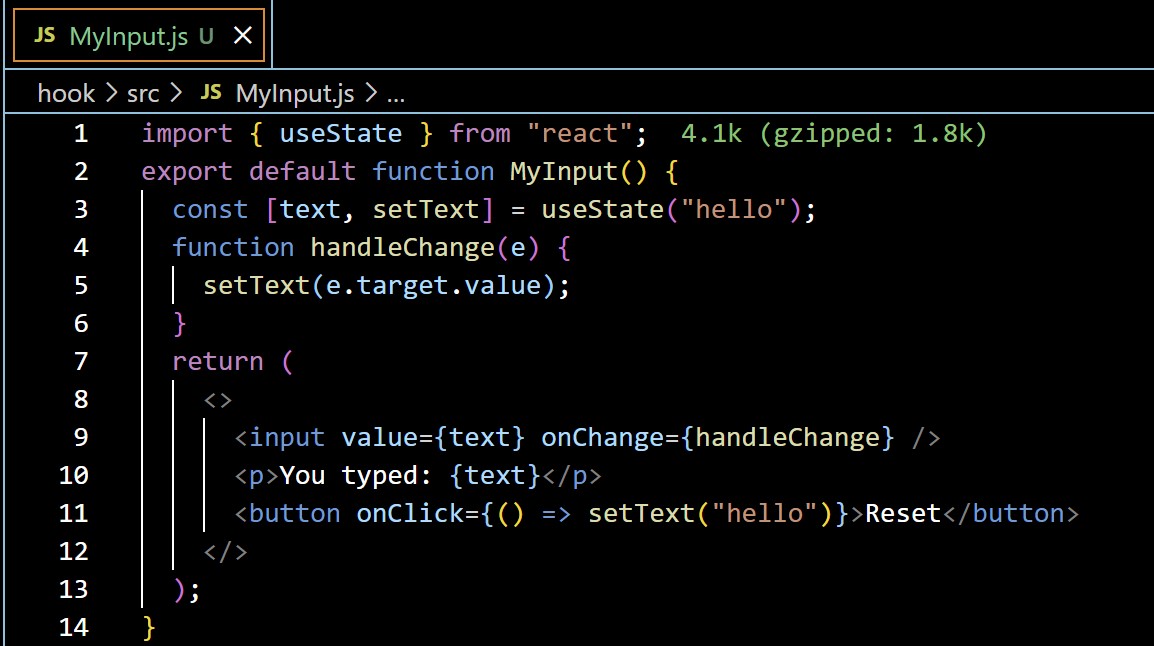 JS MyInput.js U ×
hook > src > JS MyInput.js > ...
1 import { useState } from "react"; 4.1k (gzipped: 1.8k)
2 export default function MyInput() {
3   const [text, setText] = useState("hello");
4   function handleChange(e) {
5     setText(e.target.value);
6   }
7   return (
8     <>
9       <input value={text} onChange={handleChange} />
10       <p>You typed: {text}</p>
11       <button onClick={() => setText("hello")}>Reset</button>
12     </>
13   );
14 }